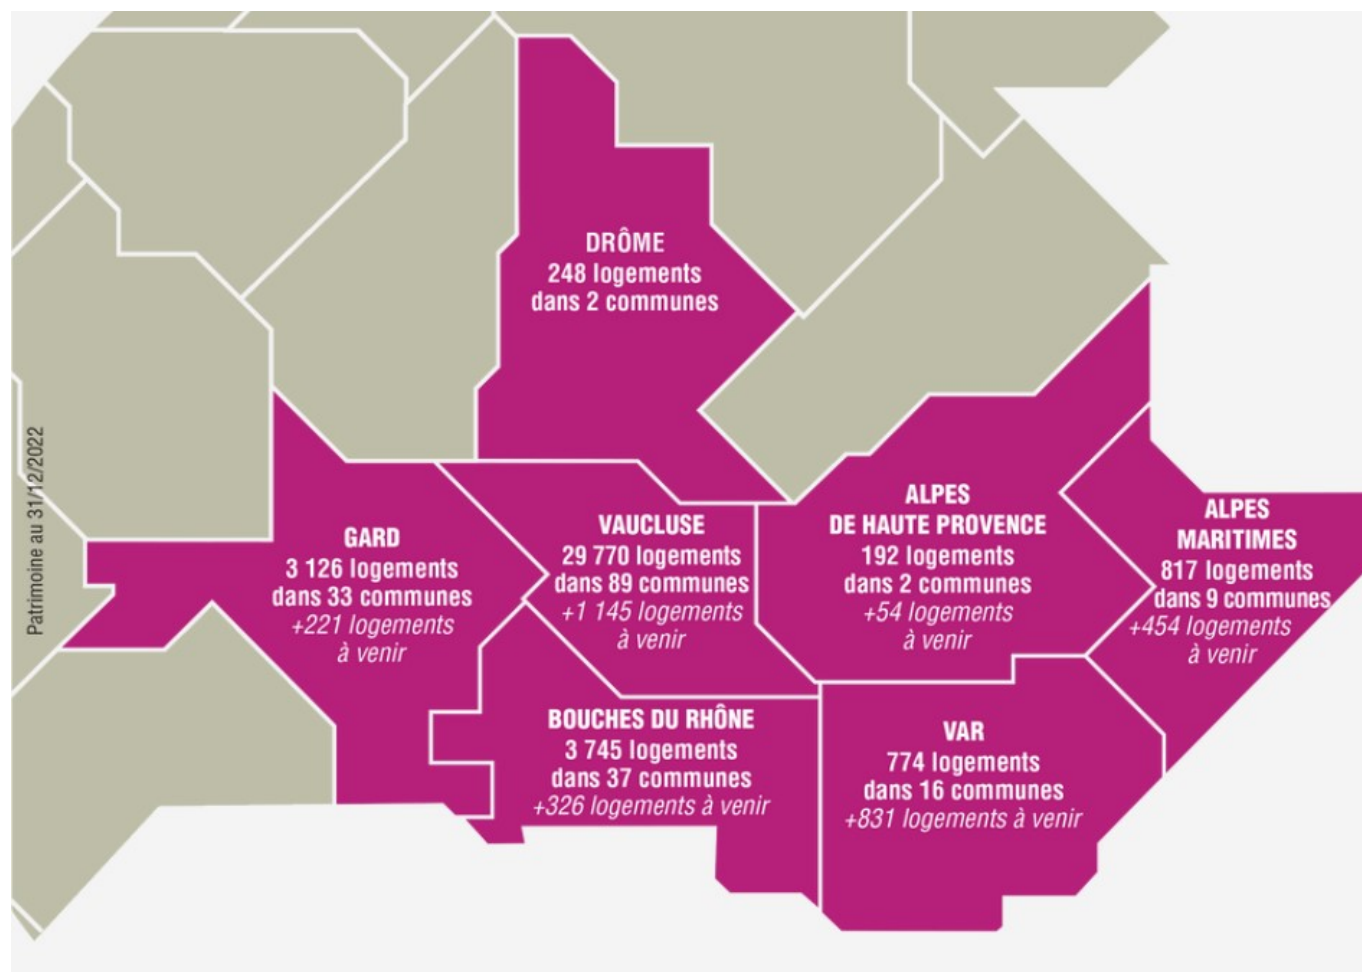 DRÔME
248 logements
dans 2 communes
GARD
3 126 logements
dans 33 communes
+221 logements
à venir
VAUCLUSE
29 770 logements
dans 89 communes
+1 145 logements
à venir
ALPES
DE HAUTE PROVENCE
192 logements
dans 2 communes
+54 logements
à venir
ALPES
MARITIMES
817 logements
dans 9 communes
+454 logements
à venir
BOUCHES DU RHÔNE
3 745 logements
dans 37 communes
+326 logements à venir
VAR
774 logements
dans 16 communes
+831 logements à venir
Patrimoine au 31/12/2022